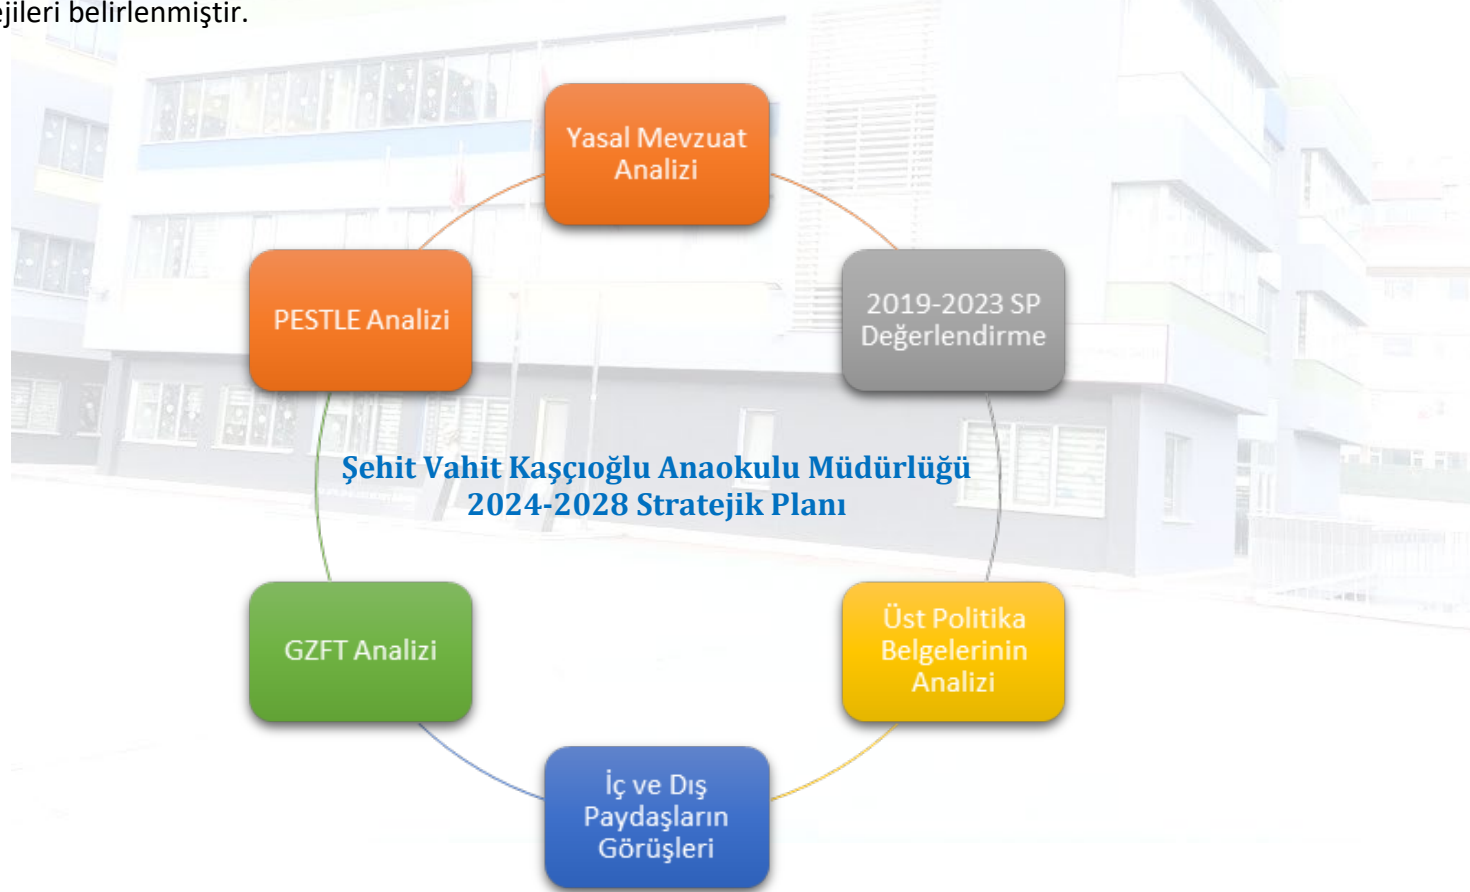 ejileri belirlenmiştir.
Yasal Mevzuat
Analizi
2019-2023 SP
Değerlendirme
Üst Politika
Belgelerinin
Analizi
İç ve Dış
Paydaşların
Görüşleri
GZFT Analizi
PESTLE Analizi
Şehit Vahit Kaşçıoğlu Anaokulu Müdürlüğü
2024-2028 Stratejik Planı